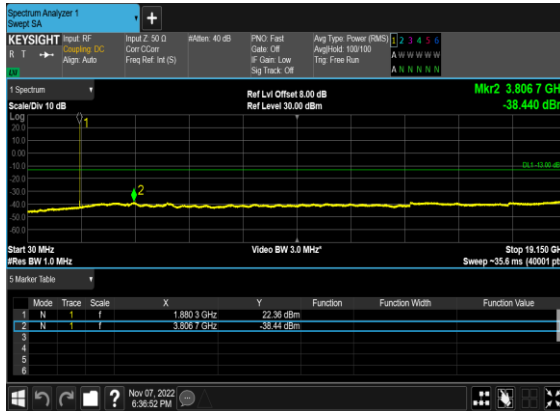 Spectrum Analyzer 1
Swept SA
+
KEYSIGHT
R T
Input: RF
Coupling: DC
Align: Auto
Input Z: 50 Ω
Corr CCorr
Freq Ref: Int (S)
#Atten: 40 dB
PNO: Fast
Gate: Off
IF Gain: Low
Sig Track: Off
Avg Type: Power (RMS)
Avg|Hold: 100/100
Trig: Free Run
1 2 3 4 5 6
A W W W W W
A N N N N N
1 Spectrum
Scale/Div 10 dB
Ref Lvl Offset 8.00 dB
Ref Level 30.00 dBm
Mkr2 3.806 7 GH
-38.440 dBm
Log
20.0
10.0
0.00
-10.0
-20.0
-30.0
-40.0
-50.0
-60.0
1
2
DL1 -13.00 dB
Start 30 MHz
#Res BW 1.0 MHz
Video BW 3.0 MHz*
Stop 19.150 GH
Sweep ~35.6 ms (40001 pt
5 Marker Table
Mode Trace Scale X Y Function Function Width Function Value
1 N 1 f 1.880 3 GHz 22.36 dBm
2 N 1 f 3.806 7 GHz -38.44 dBm
3
4
5
6
?
Nov 07, 2022
6:36:52 PM